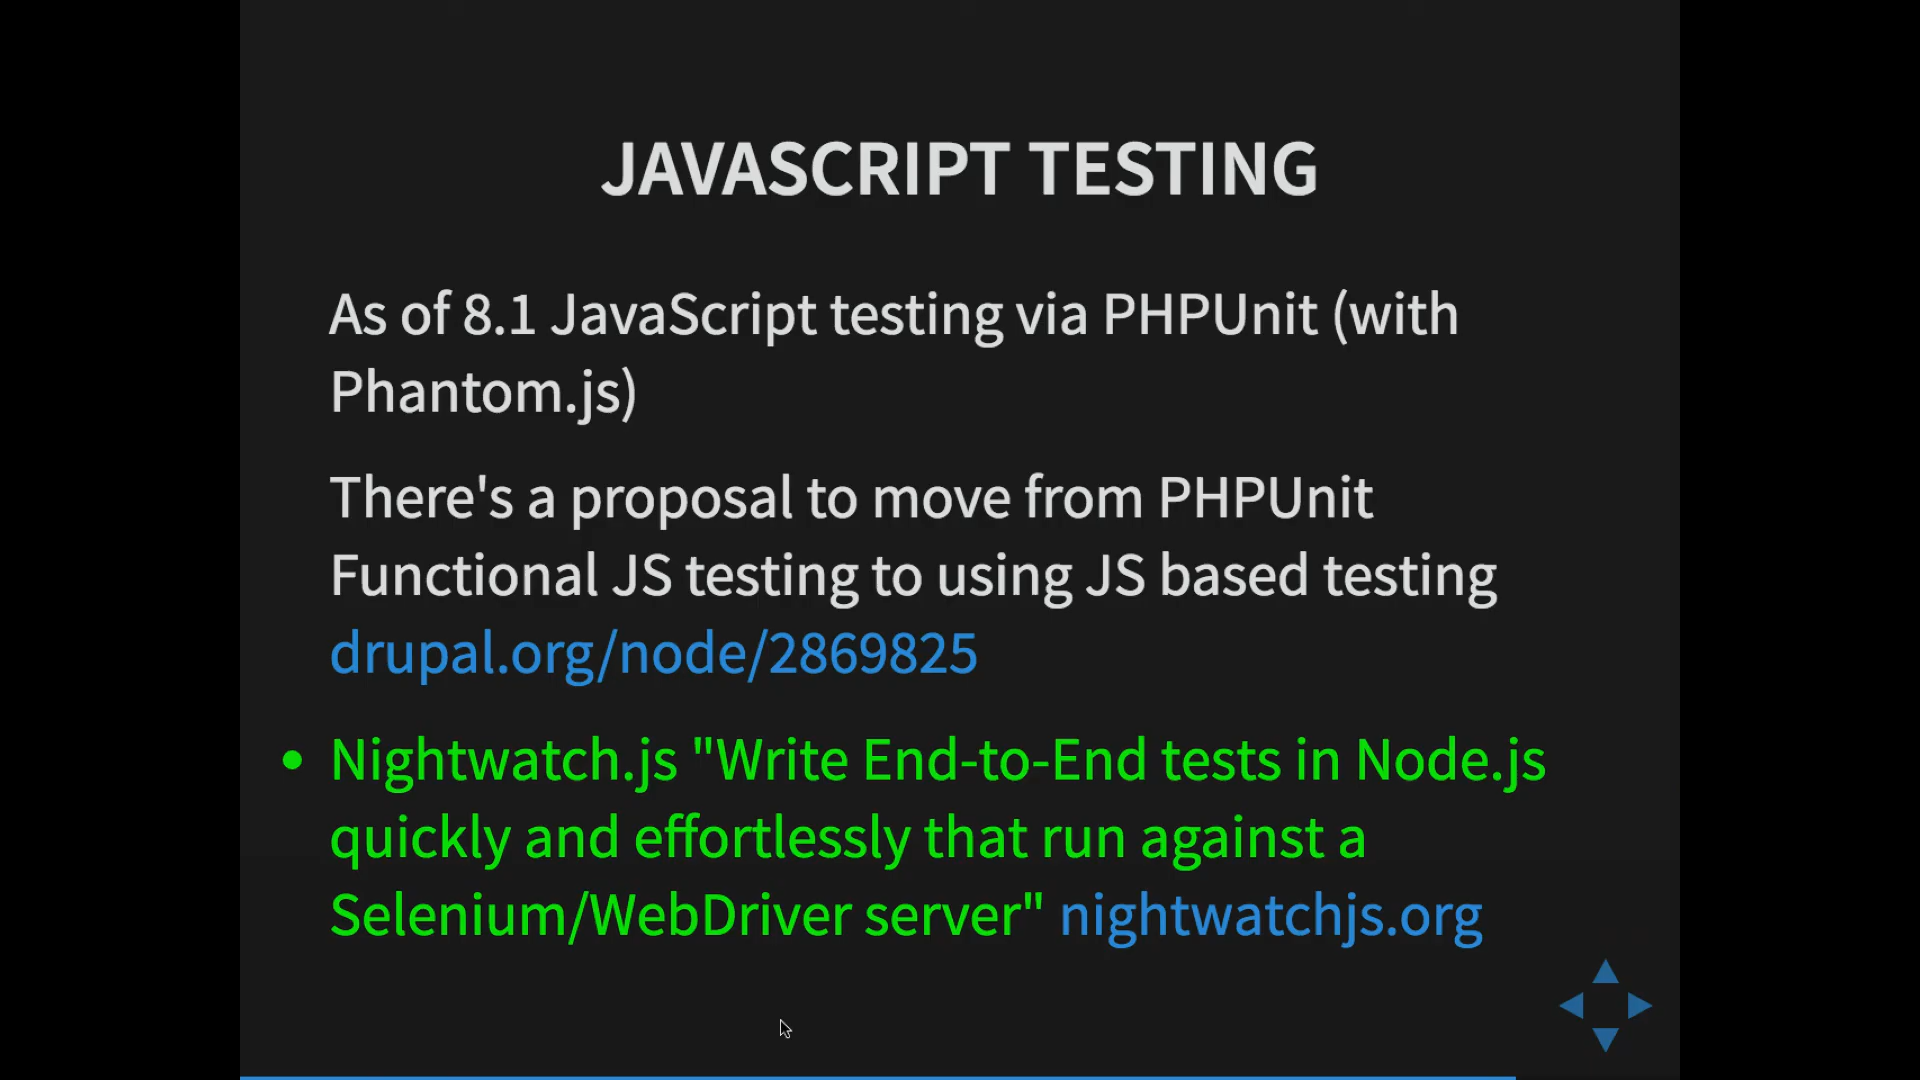 JAVASCRIPT TESTING
As of 8.1 JavaScript testing via PHPUnit (with
Phantom.js)
There's a proposal to move from PHPUnit
Functional JS testing to using JS based testing
drupal.org/node/2869825
• Nightwatch.js "Write End-to-End tests in Node.js
quickly and effortlessly that run against a
Selenium/WebDriver server" nightwatchjs.org